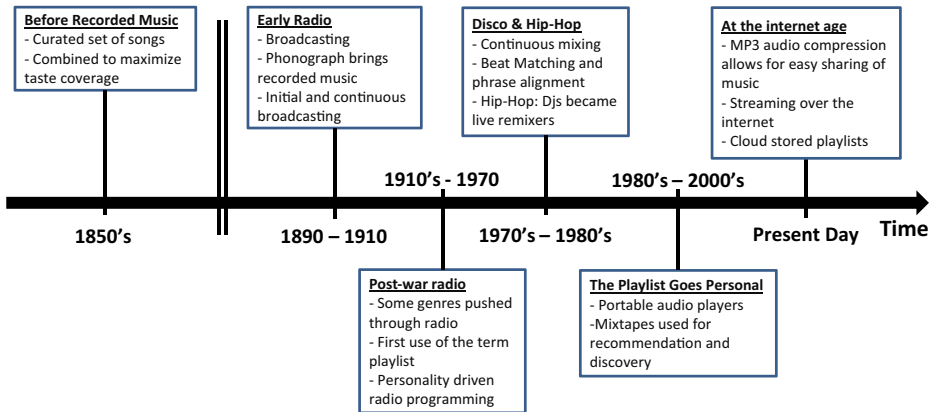 Before Recorded Music
- Curated set of songs
- Combined to maximize
taste coverage
Early Radio
- Broadcasting
- Phonograph brings
recorded music
- Initial and continuous
broadcasting
Disco & Hip-Hop
- Continuous mixing
- Beat Matching and
phrase alignment
- Hip-Hop: Djs became
live remixers
At the internet age
- MP3 audio compression
allows for easy sharing of
music
- Streaming over the
internet
- Cloud stored playlists
1910's - 1970
1980's – 2000's
1850's
1890 – 1910
1970's – 1980's
Present Day
Time
Post-war radio
- Some genres pushed
through radio
- First use of the term
playlist
- Personality driven
radio programming
The Playlist Goes Personal
- Portable audio players
-Mixtapes used for
recommendation and
discovery